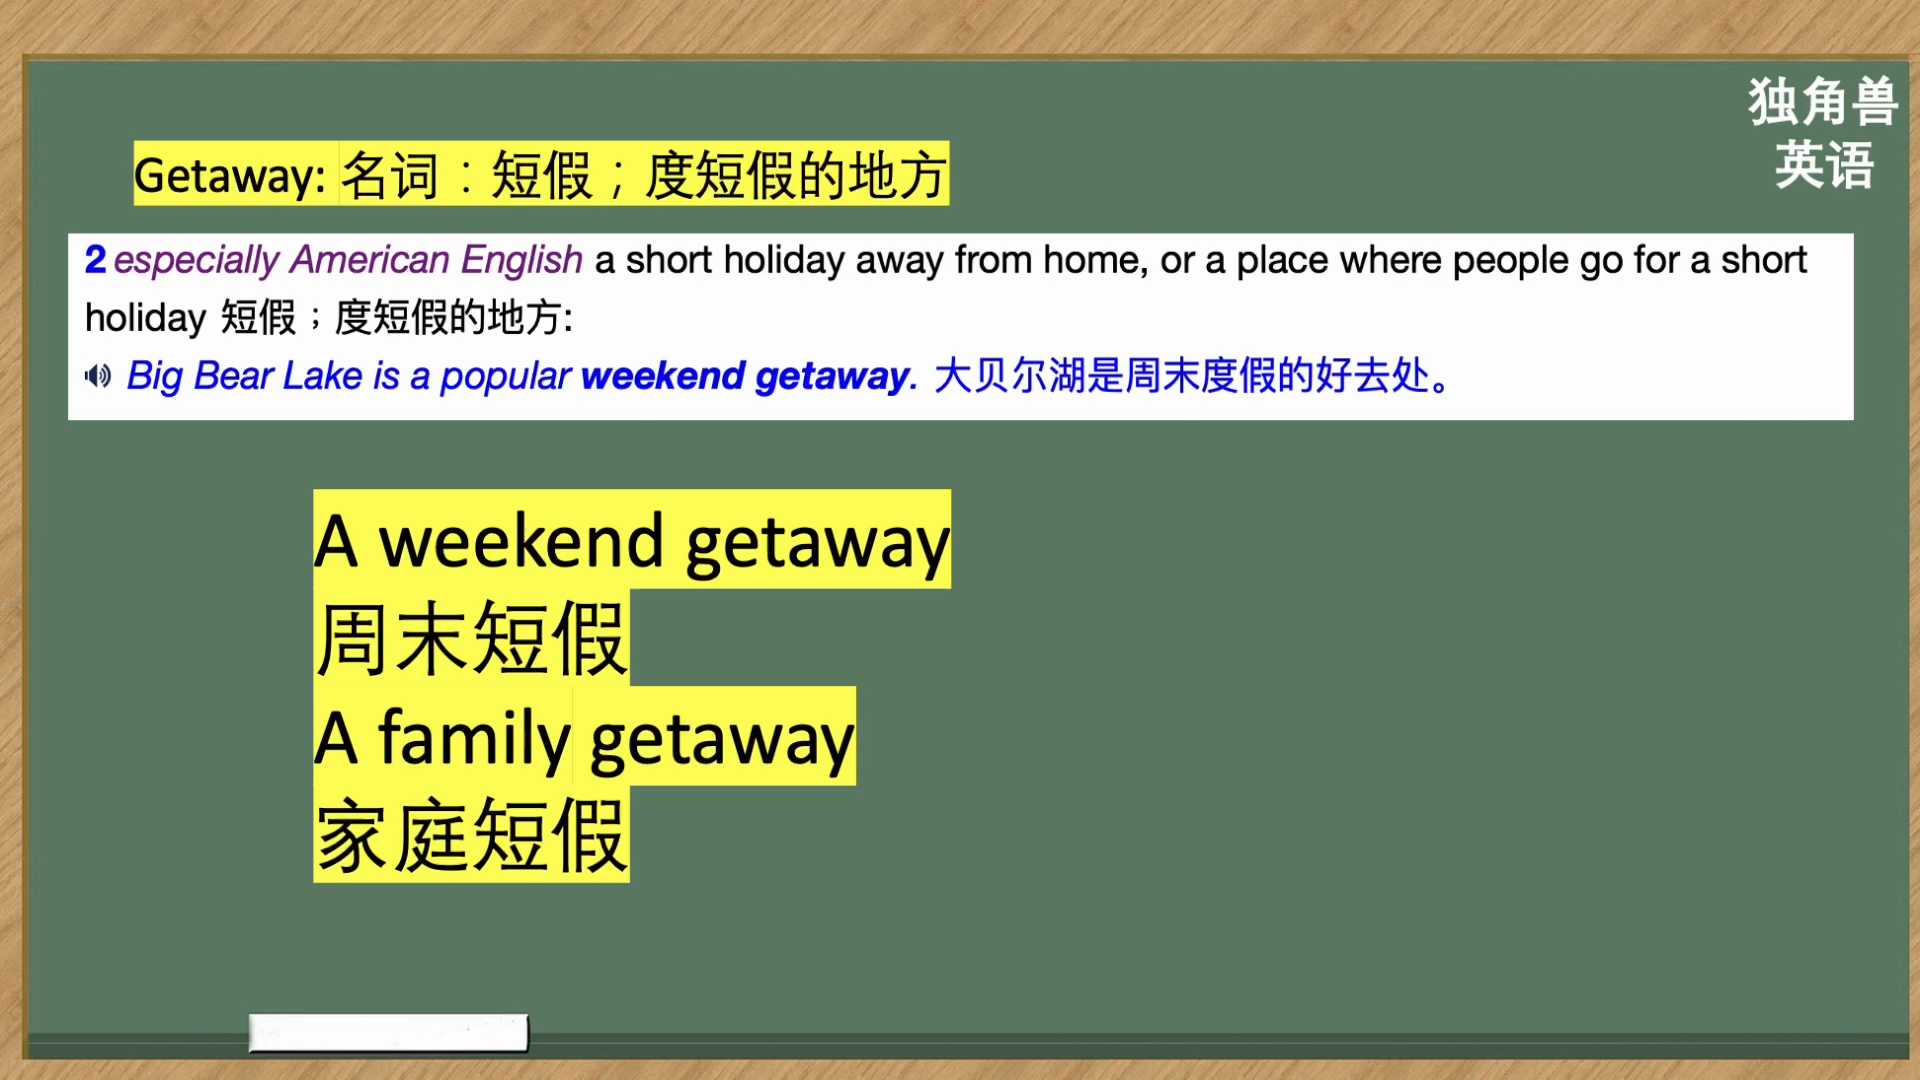 独角兽
英语
Getaway: 名词：短假；度短假的地方
2 especially American English a short holiday away from home, or a place where people go for a short
holiday 短假；度短假的地方:
Big Bear Lake is a popular weekend getaway. 大贝尔湖是周末度假的好去处。
A weekend getaway
周末短假
A family getaway
家庭短假